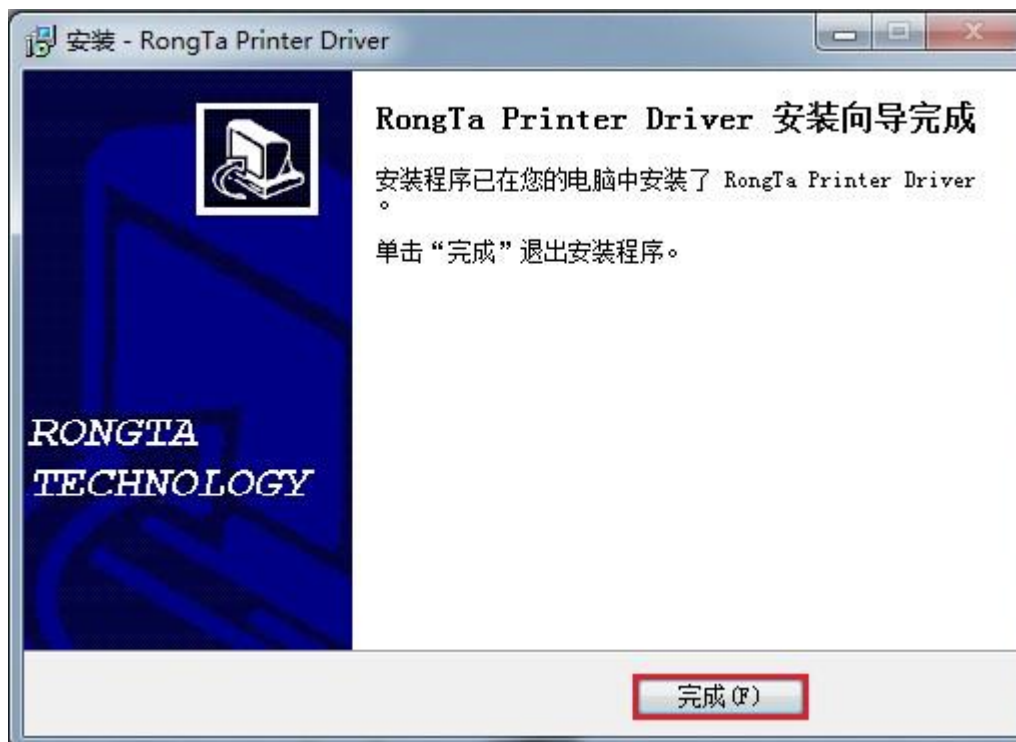 安装 - RongTa Printer Driver
RongTa Printer Driver 安装向导完成
安装程序已在您的电脑中安装了 RongTa Printer Driver
。
单击“完成”退出安装程序。
RONGTA
TECHNOLOGY
完成(F)